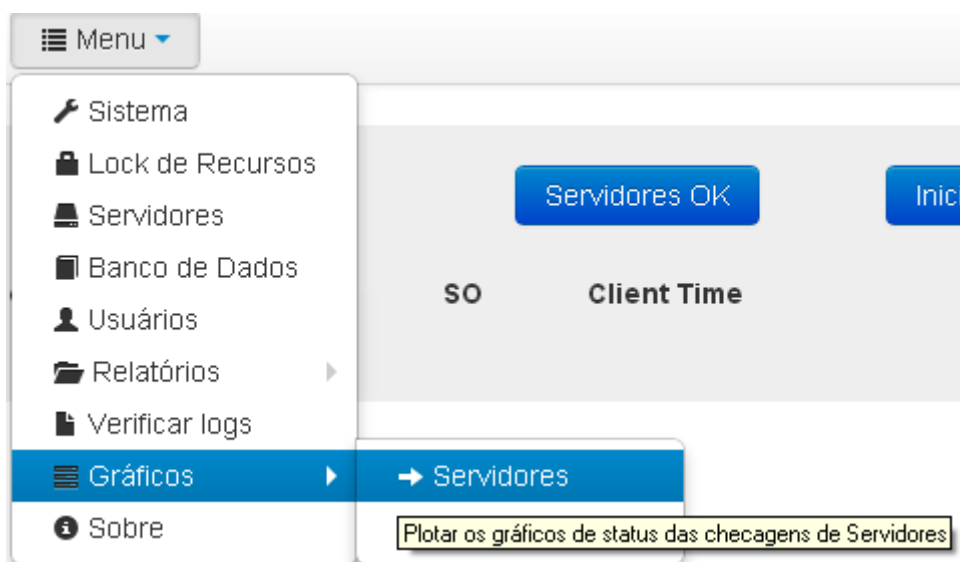 Menu
Sistema
Lock de Recursos
Servidores
Banco de Dados
Usuários
Relatórios
Verificar logs
Gráficos
Sobre
Servidores
Plotar os gráficos de status das checagens de Servidores
Servidores OK
Inici
SO
Client Time